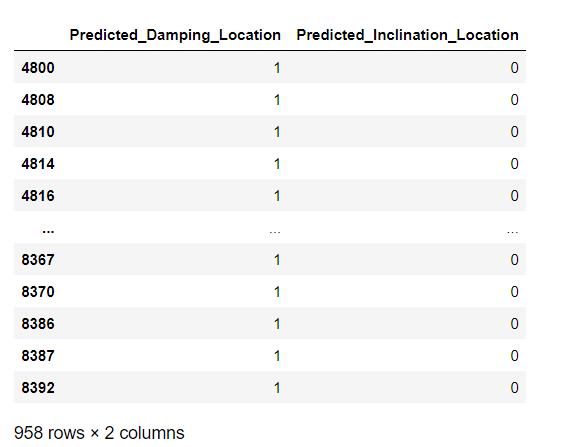 Predicted_Damping_Location Predicted_Inclination_Location
4800 1 0
4808 1 0
4810 1 0
4814 1 0
4816 1 0
... ... ...
8367 1 0
8370 1 0
8386 1 0
8387 1 0
8392 1 0
958 rows × 2 columns